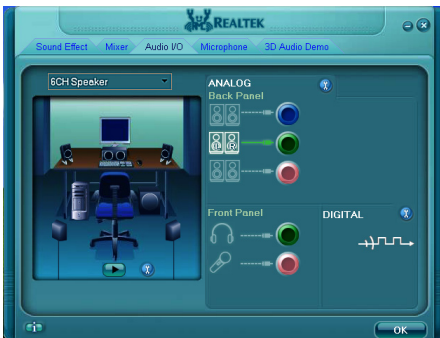 REALTEK
Sound Effect
Mixer
Audio I/O
Microphone
3D Audio Demo
6CH Speaker
ANALOG
Back Panel
L R
Front Panel
DIGITAL
i
OK